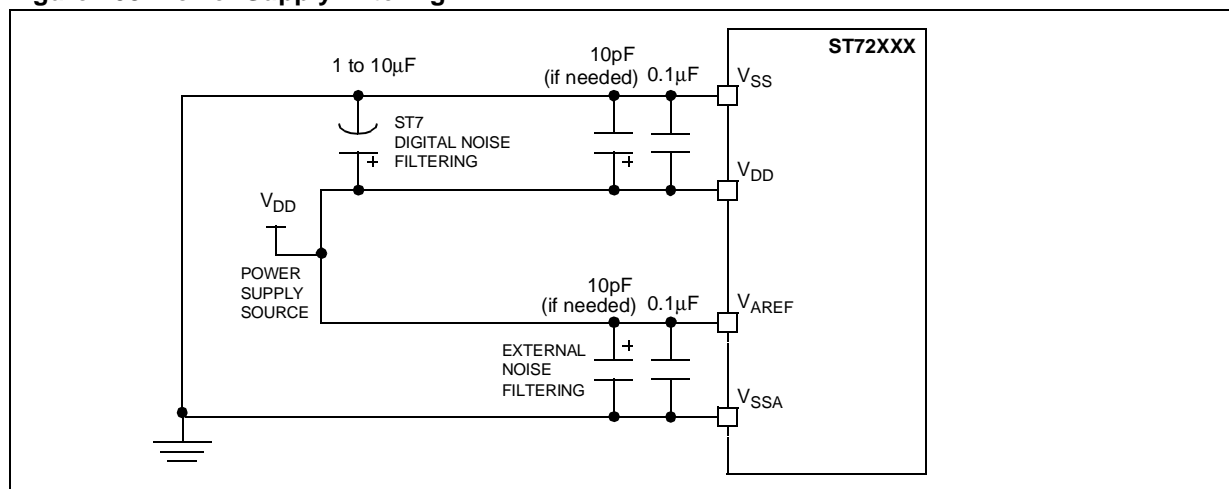 ST72XXX
10pF
(if needed)
0.1μF
1 to 10μF
VSS
ST7
DIGITAL NOISE
FILTERING
+
+
VDD
VDD
POWER
SUPPLY
SOURCE
10pF
(if needed)
0.1μF
VAREF
EXTERNAL
NOISE
FILTERING
+
VSSA